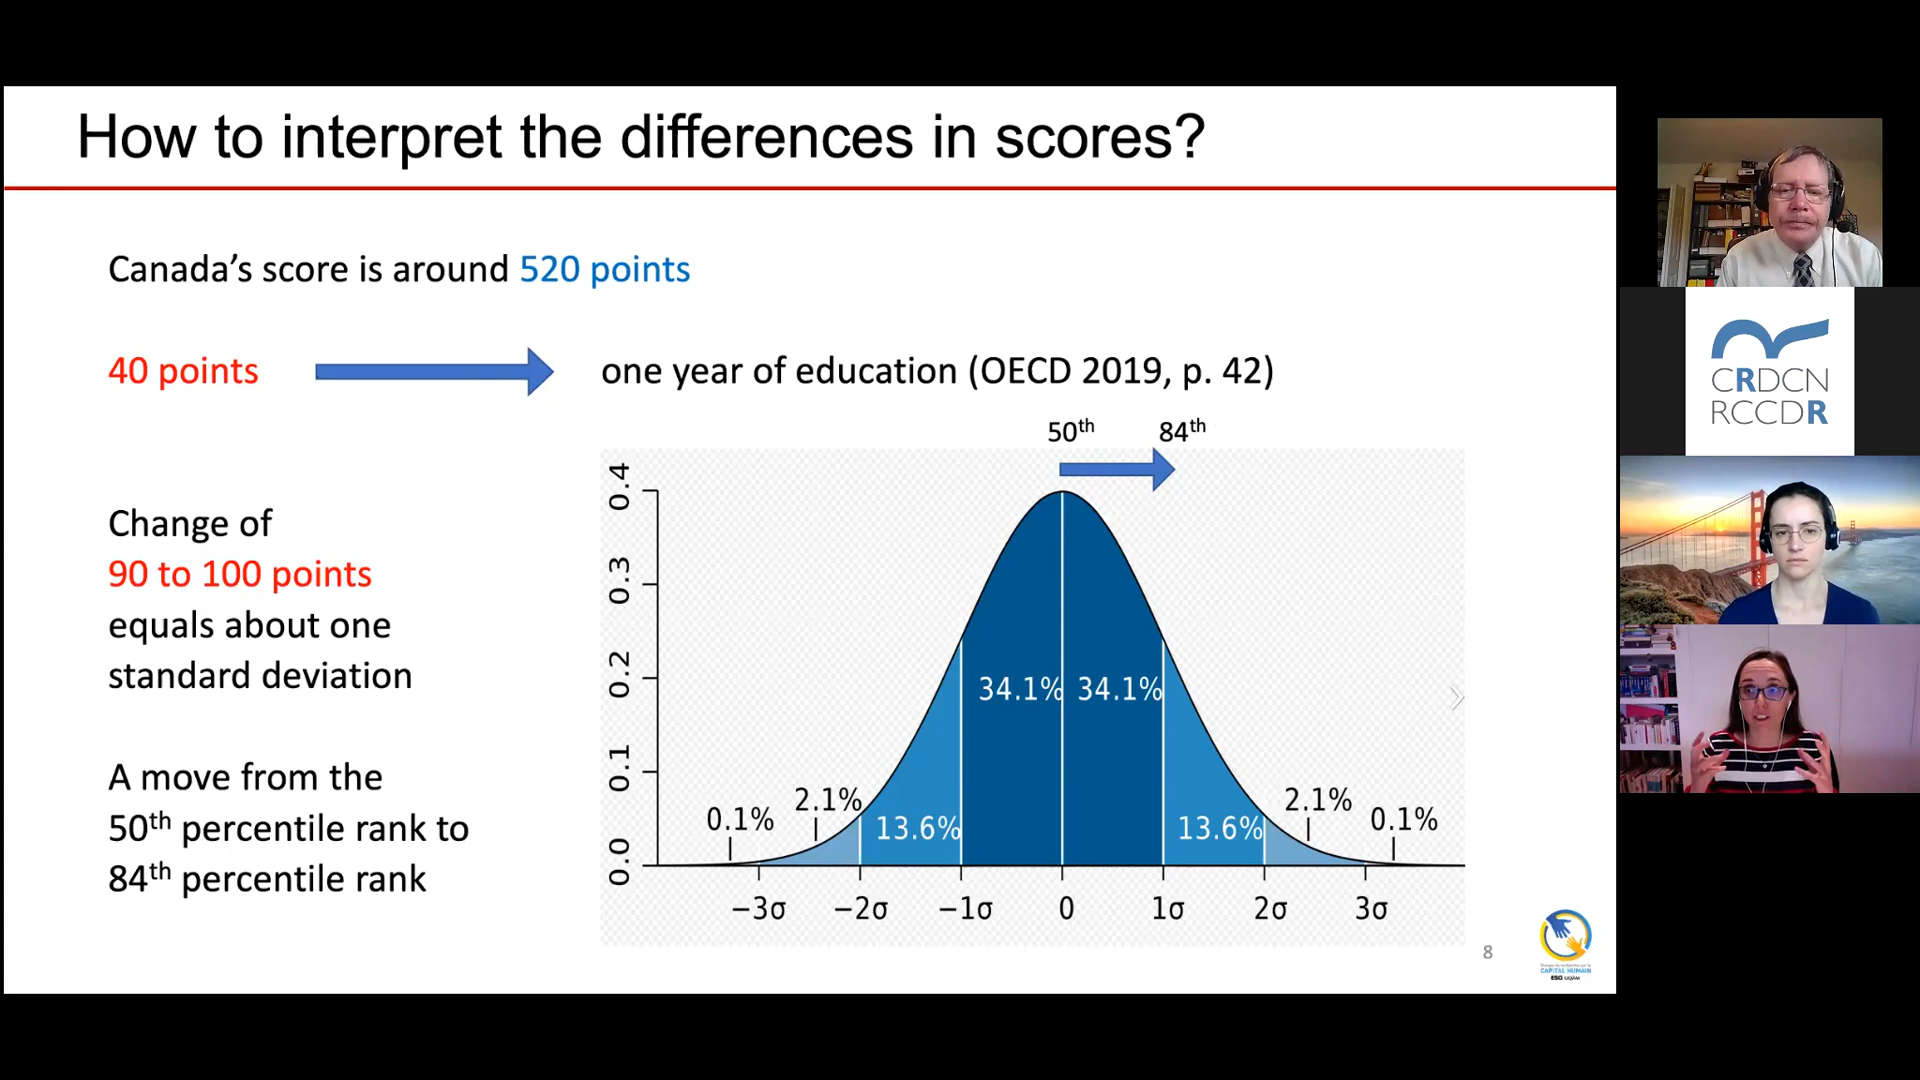 How to interpret the differences in scores?
Canada’s score is around 520 points
40 points
one year of education (OECD 2019, p. 42)
50th
84th
Change of
90 to 100 points
equals about one
standard deviation
A move from the
50th percentile rank to
84th percentile rank
0.4
0.3
0.2
0.1
0.0
0.1%
2.1%
13.6%
34.1%
34.1%
13.6%
2.1%
0.1%
−3σ
−2σ
−1σ
0
1σ
2σ
3σ
8
CAPITAL HUMAIN
ESG UQÀM
CRDCN
RCCDR